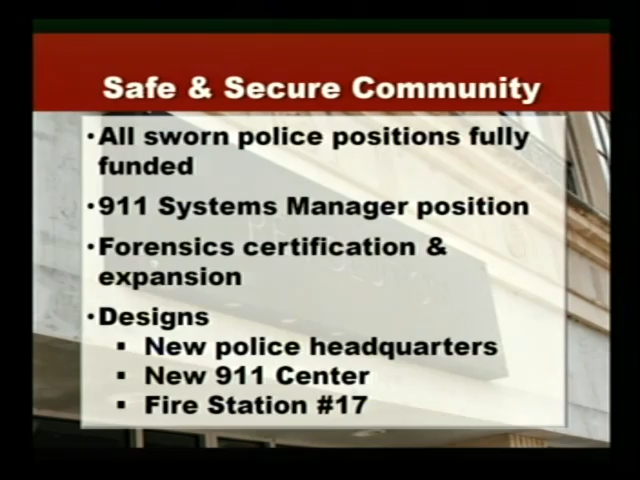 Safe & Secure Community
•All sworn police positions fully
funded
•911 Systems Manager position
•Forensics certification &
expansion
•Designs
▪ New police headquarters
▪ New 911 Center
▪ Fire Station #17